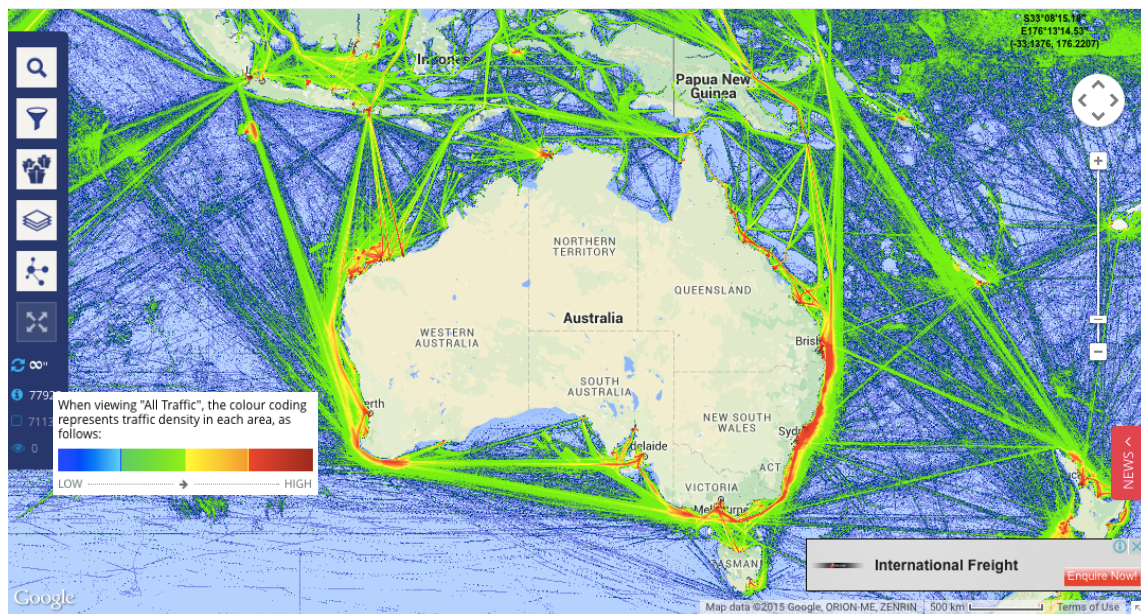 S33°08'15.18"
E176°13'14.53"
(-33.1376, 176.2207)
Papua New
Guinea
NORTHERN
TERRITORY
QUEENSLAND
Australia
WESTERN
AUSTRALIA
Brisb
SOUTH
AUSTRALIA
∞"
7792
When viewing "All Traffic", the colour coding
represents traffic density in each area, as
follows:
LOW
HIGH
erth
7113
0
NEW SOUTH
WALES
Syd
delaide
ACT
NEWS
VICTORIA
Melbourne
TASMAN
International Freight
Enquire Now!
Google
Map data ©2015 Google, ORION-ME, ZENRIN
500 km
Terms of Use